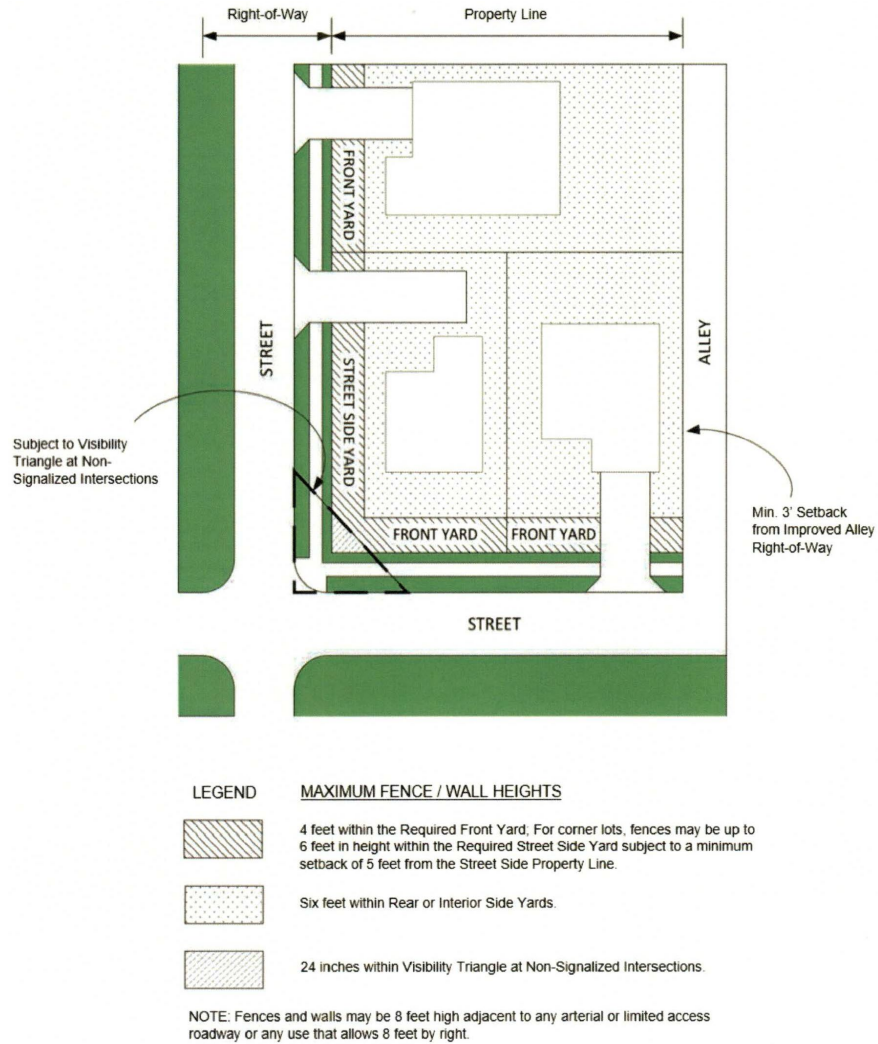 Right-of-Way
Property Line
FRONT YARD
STREET
ALLEY
STREET SIDE YARD
Subject to Visibility
Triangle at Non-
Signalized Intersections
Min. 3' Setback
from Improved Alley
Right-of-Way
FRONT YARD
FRONT YARD
STREET
LEGEND
MAXIMUM FENCE / WALL HEIGHTS
4 feet within the Required Front Yard; For corner lots, fences may be up to
6 feet in height within the Required Street Side Yard subject to a minimum
setback of 5 feet from the Street Side Property Line.
Six feet within Rear or Interior Side Yards.
24 inches within Visibility Triangle at Non-Signalized Intersections.
NOTE: Fences and walls may be 8 feet high adjacent to any arterial or limited access
roadway or any use that allows 8 feet by right.